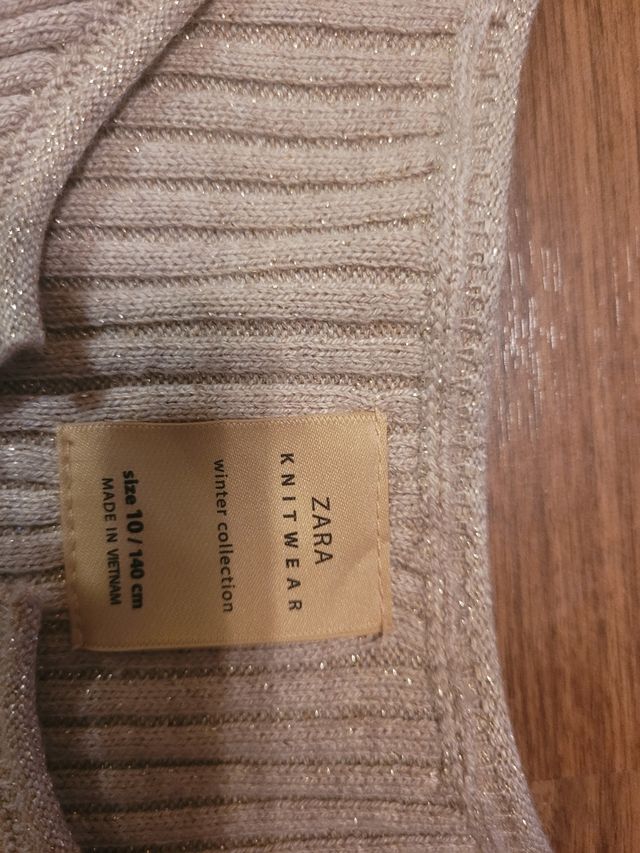 ZARA
KNITWEAR
winter collection
size 10 / 140 cm
MADE IN VIETNAM